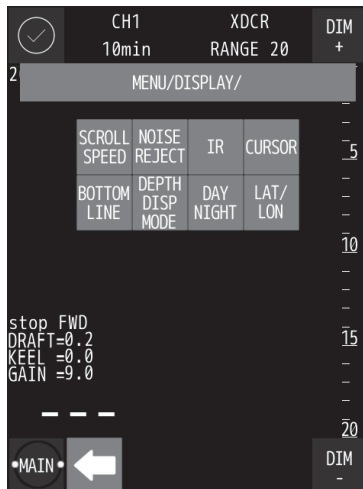 CH1 XDCR DIM
10min RANGE 20 +
2
MENU/DISPLAY/
SCROLL SPEED
NOISE REJECT
IR
CURSOR
5
BOTTOM LINE
DEPTH DISP MODE
DAY NIGHT
LAT/ LON
10
stop FWD
DRAFT=0.2
KEEL =0.0
GAIN =9.0
15
– – –
20
•MAIN•
DIM
-